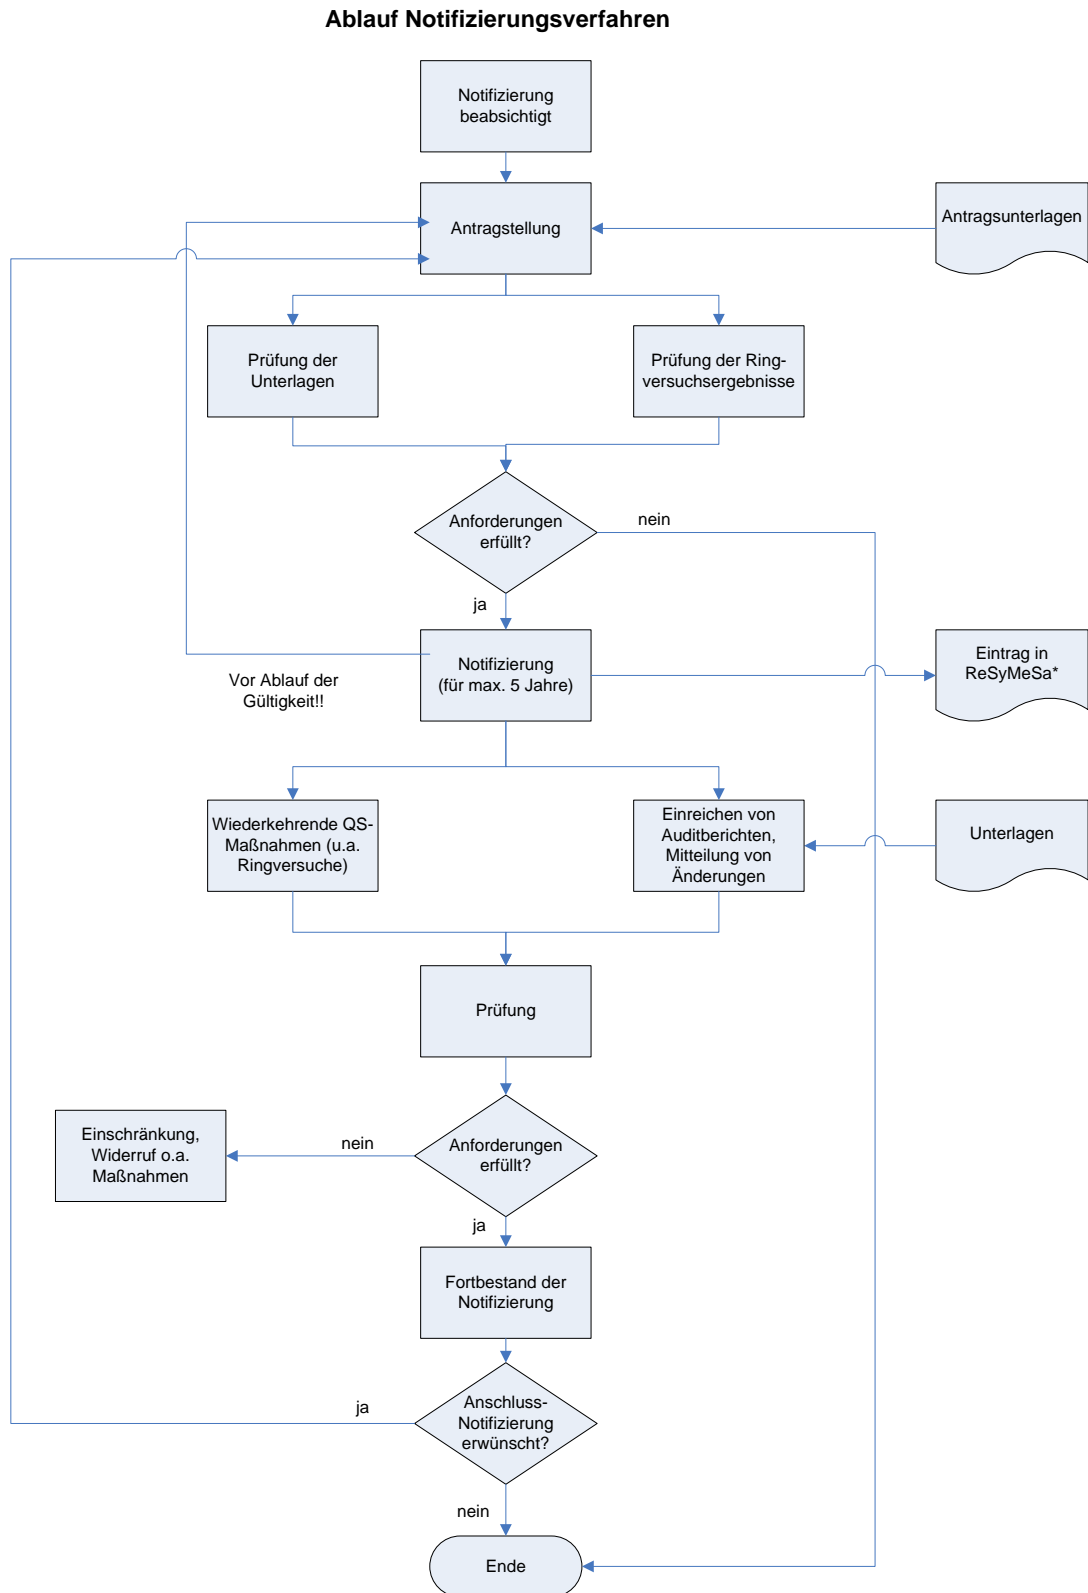 Ablauf Notifizierungsverfahren
Notifizierung
beabsichtigt
Antragstellung
Antragsunterlagen
Prüfung der
Unterlagen
Prüfung der Ring-
versuchsergebnisse
Anforderungen
erfüllt?
nein
ja
Notifizierung
(für max. 5 Jahre)
Eintrag in
ReSyMeSa*
Vor Ablauf der
Gültigkeit!!
Wiederkehrende QS-
Maßnahmen (u.a.
Ringversuche)
Einreichen von
Auditberichten,
Mitteilung von
Änderungen
Unterlagen
Prüfung
Anforderungen
erfüllt?
nein
Einschränkung,
Widerruf o.a.
Maßnahmen
ja
Fortbestand der
Notifizierung
Anschluss-
Notifizierung
erwünscht?
ja
nein
Ende